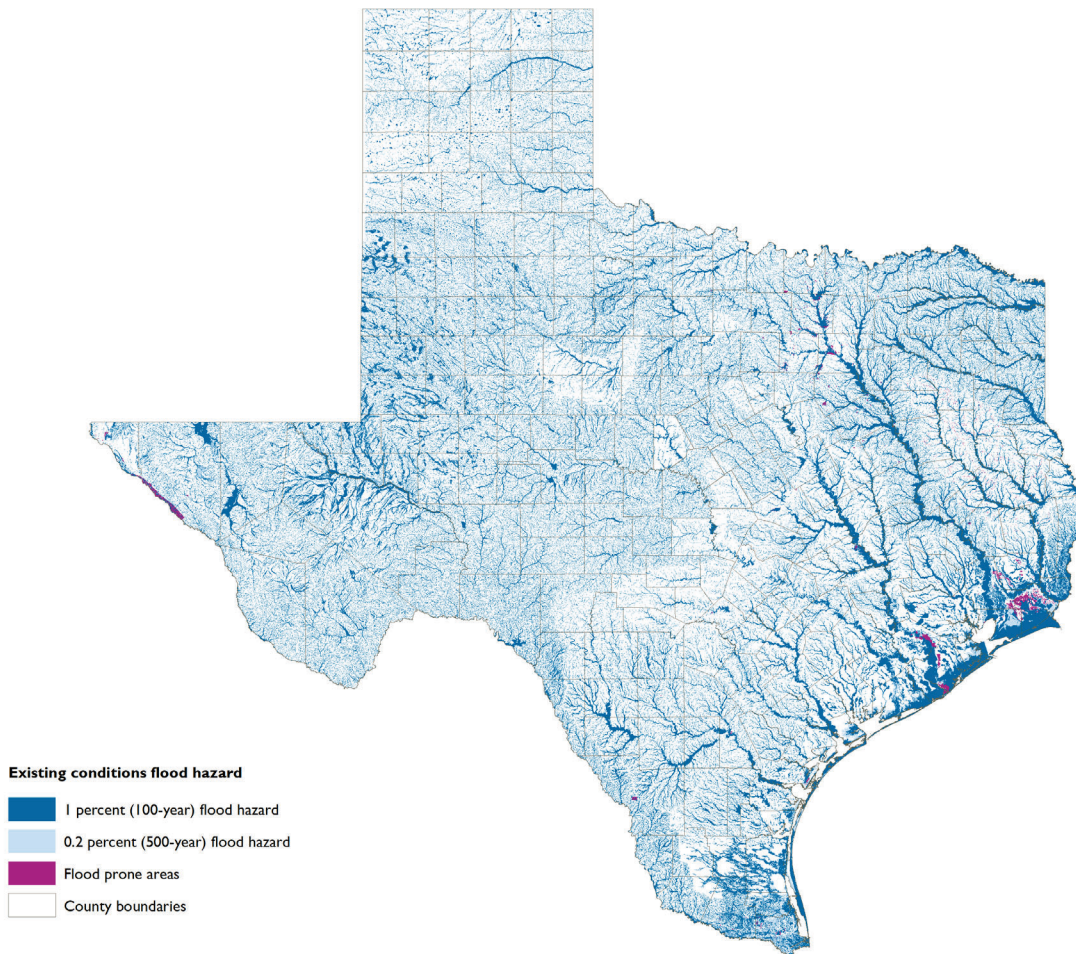 Existing conditions flood hazard
1 percent (100-year) flood hazard
0.2 percent (500-year) flood hazard
Flood prone areas
County boundaries